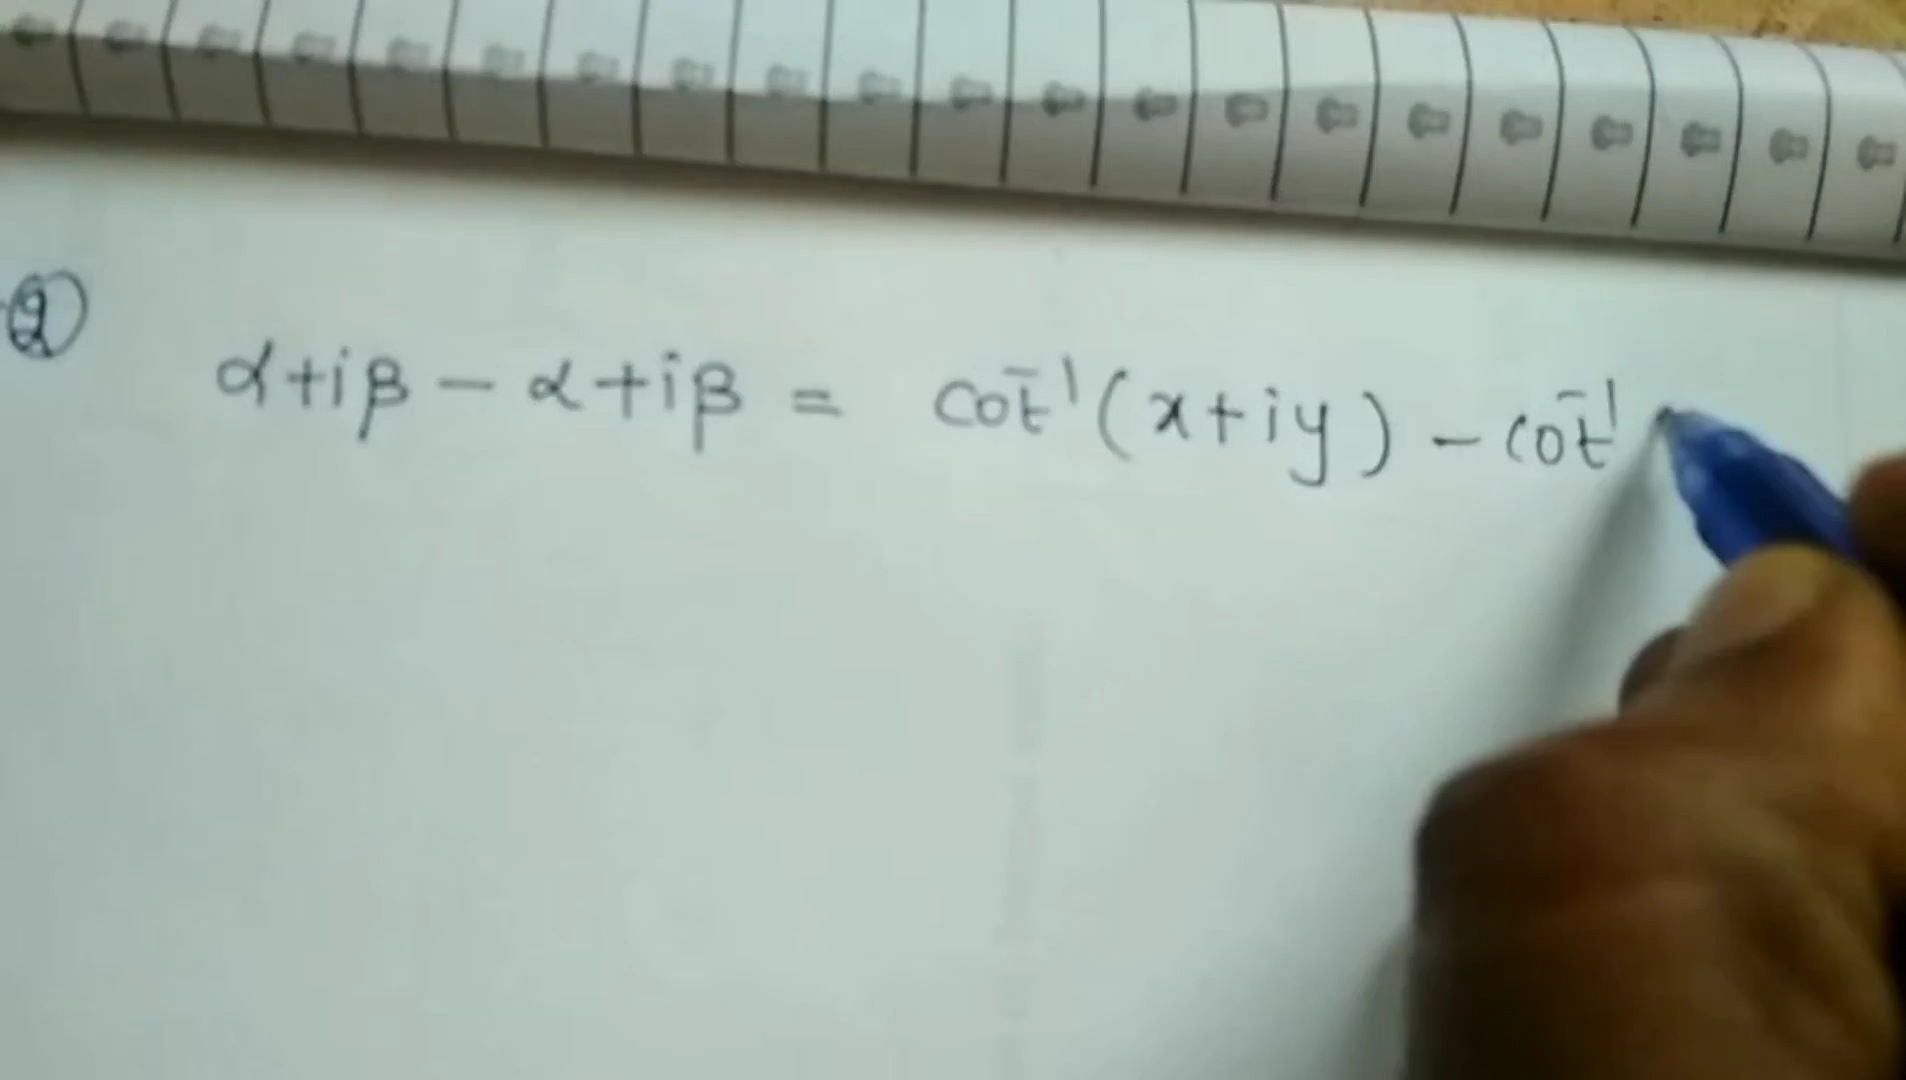 ② α+iβ – α+iβ = cot⁻¹(x+iy) – cot⁻¹